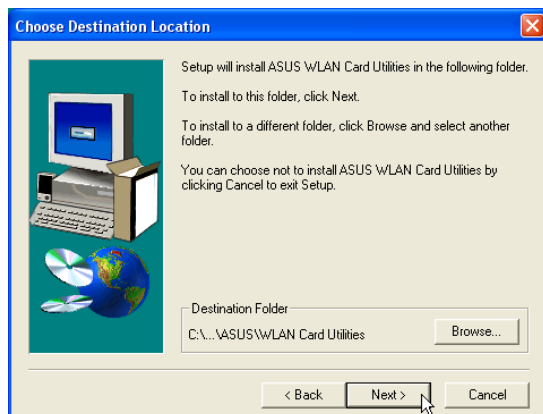 Choose Destination Location
Setup will install ASUS WLAN Card Utilities in the following folder.
To install to this folder, click Next.
To install to a different folder, click Browse and select another
folder.
You can choose not to install ASUS WLAN Card Utilities by
clicking Cancel to exit Setup.
Destination Folder
C:\...\ASUS\WLAN Card Utilities
Browse...
< Back
Next >
Cancel